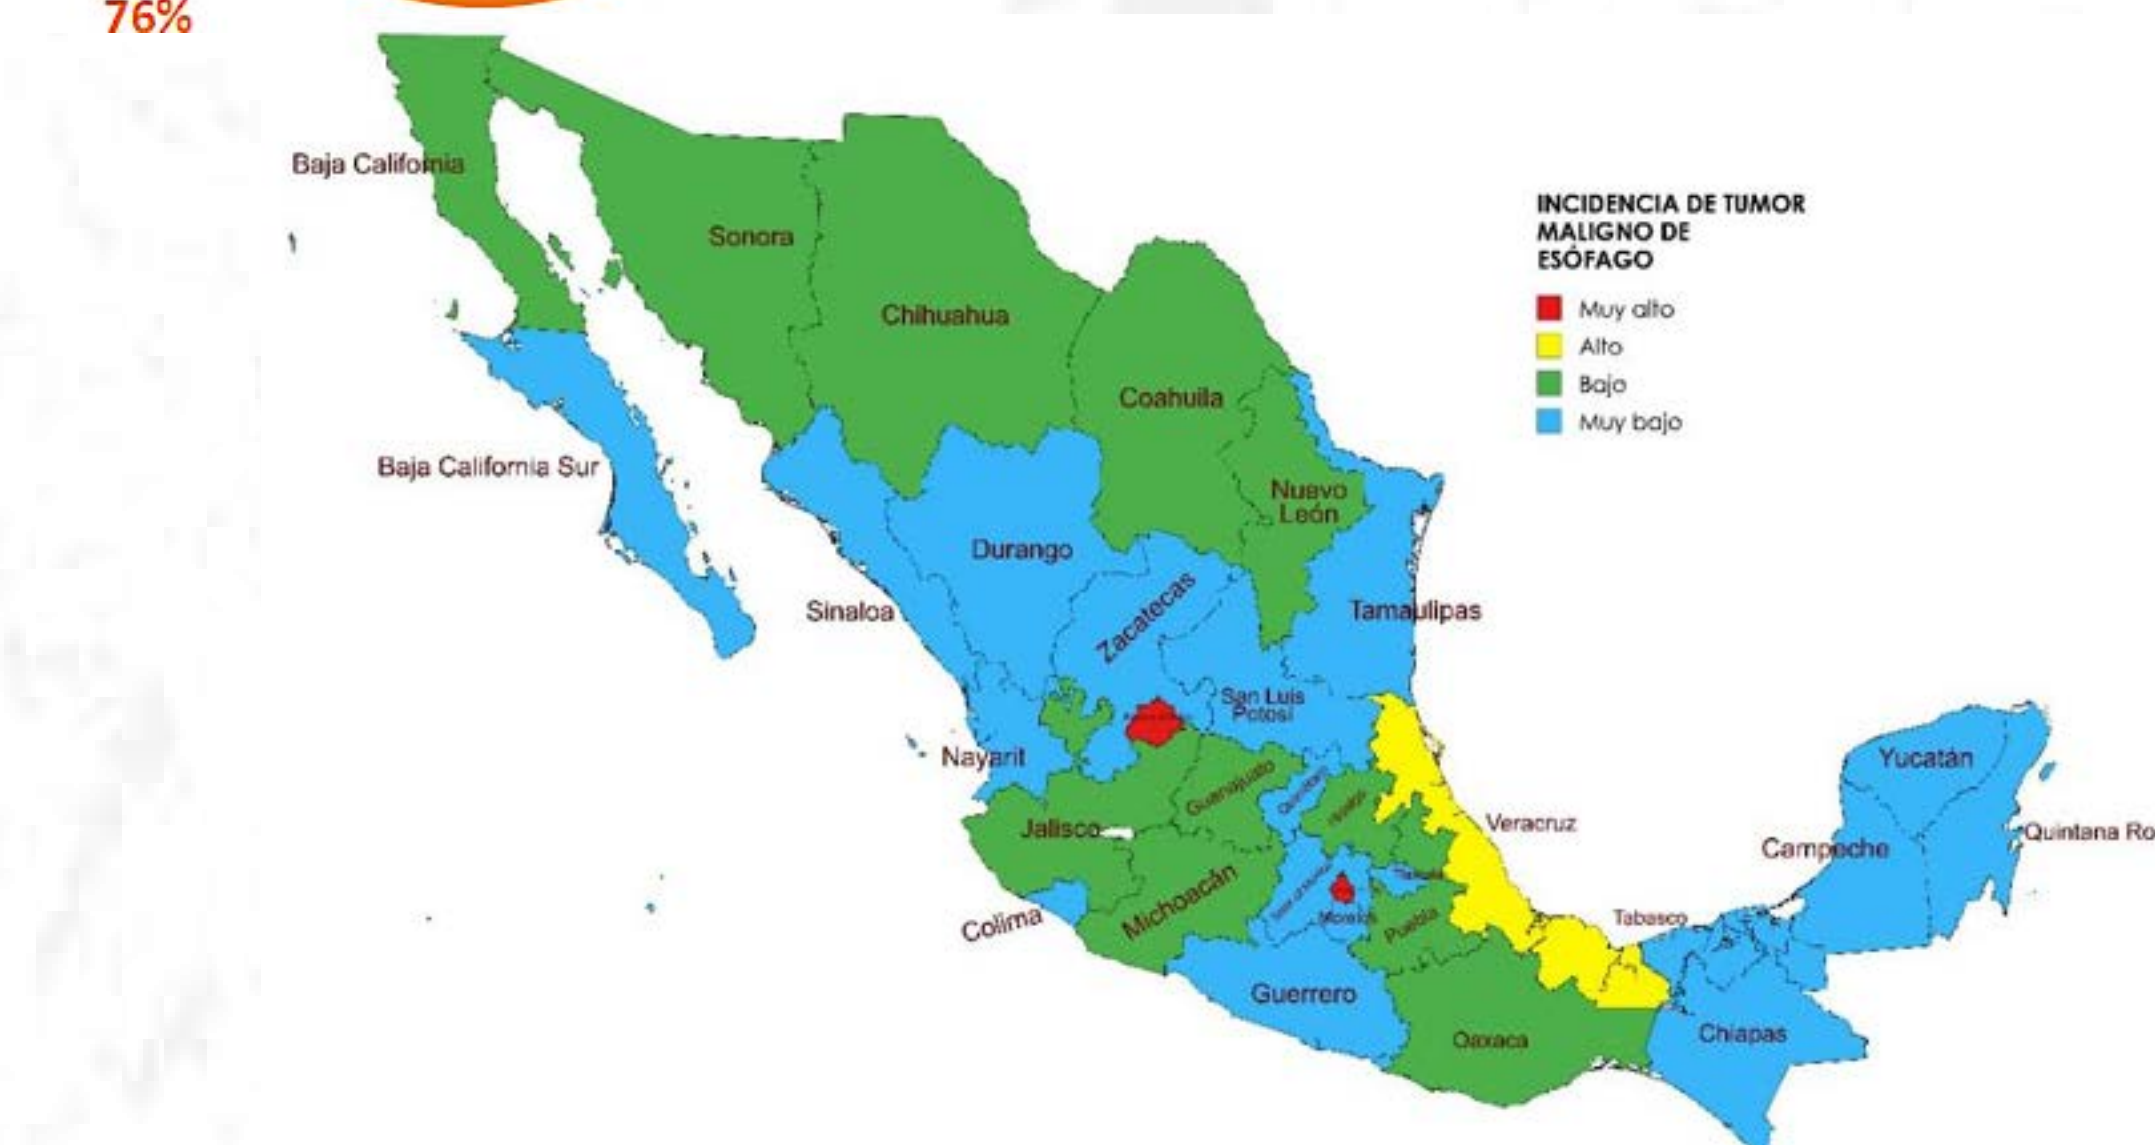 76%
Baja California
Sonora
Chihuahua
Coahuila
Nuevo
León
Baja California Sur
Durango
Sinaloa
Zacatecas
Tamaulipas
San Luis
Potosí
Nayarit
Guanajuato
Querétaro
Hidalgo
Jalisco
Veracruz
Yucatán
Quintana Ro
Campeche
Colima
Michoacán
Morelos
Tlaxcala
Puebla
Tabasco
Guerrero
Oaxaca
Chiapas
INCIDENCIA DE TUMOR
MALIGNO DE
ESÓFAGO
Muy alto
Alto
Bajo
Muy bajo